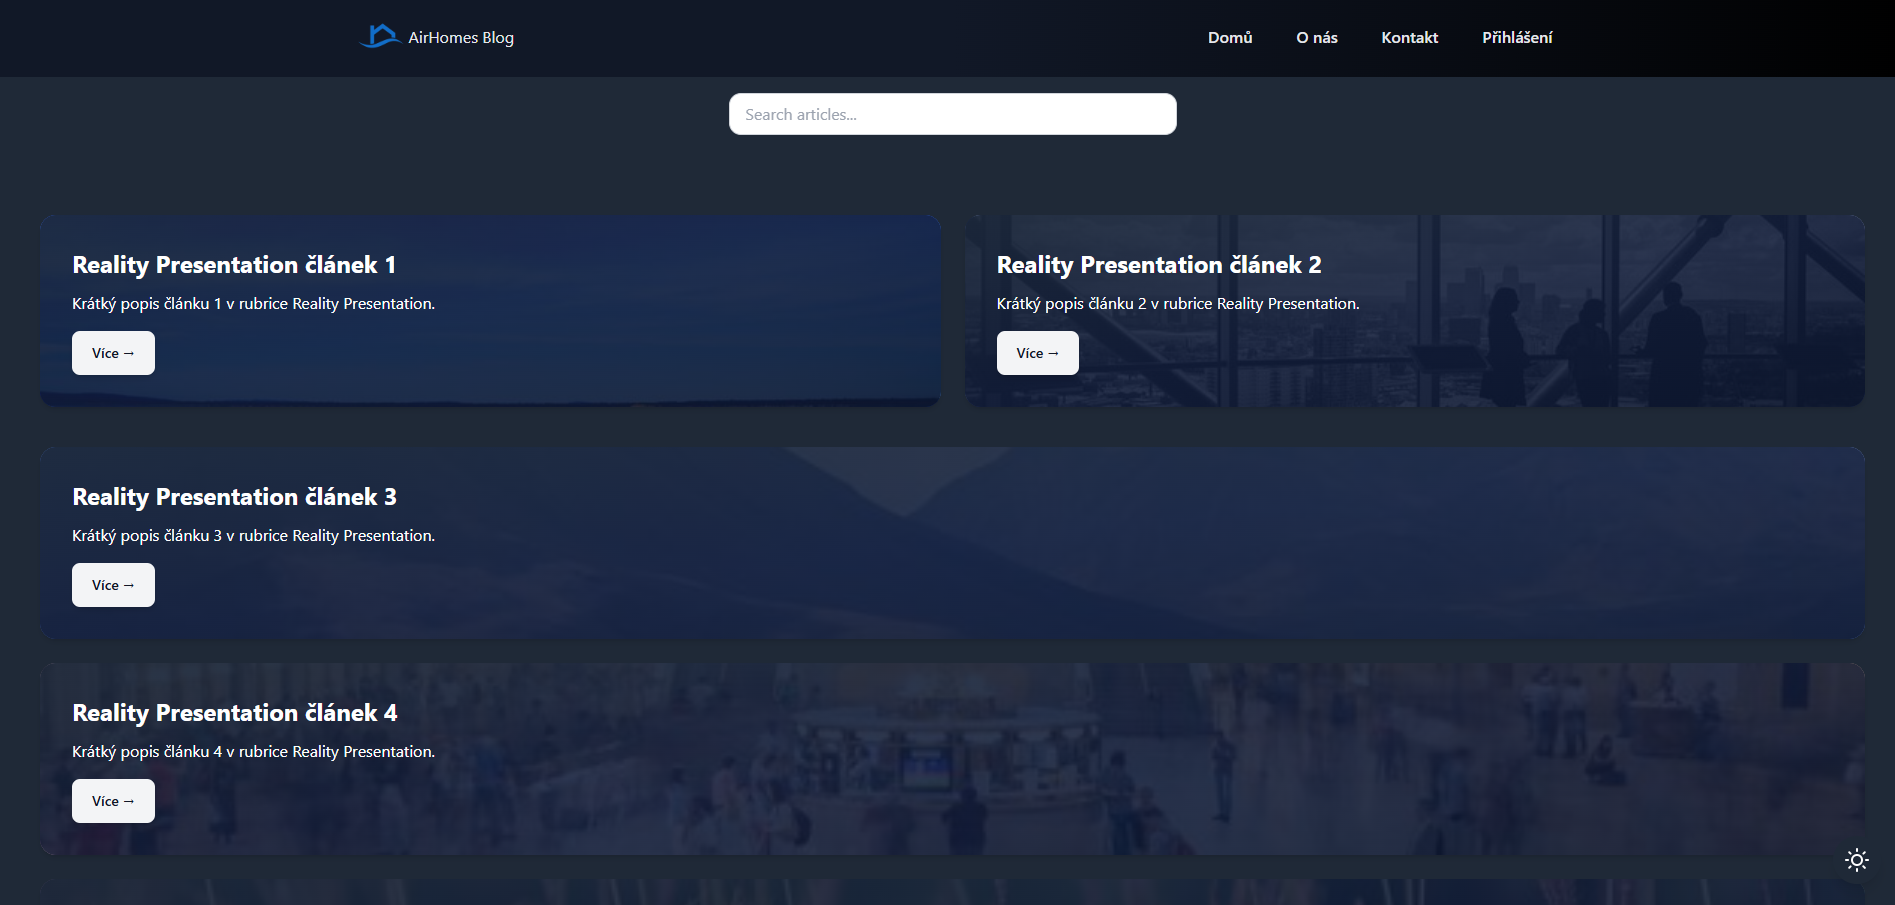 AirHomes Blog
Domů
O nás
Kontakt
Přihlášení
Search articles...
Reality Presentation článek 1
Krátký popis článku 1 v rubrice Reality Presentation.
Více →
Reality Presentation článek 2
Krátký popis článku 2 v rubrice Reality Presentation.
Více →
Reality Presentation článek 3
Krátký popis článku 3 v rubrice Reality Presentation.
Více →
Reality Presentation článek 4
Krátký popis článku 4 v rubrice Reality Presentation.
Více →